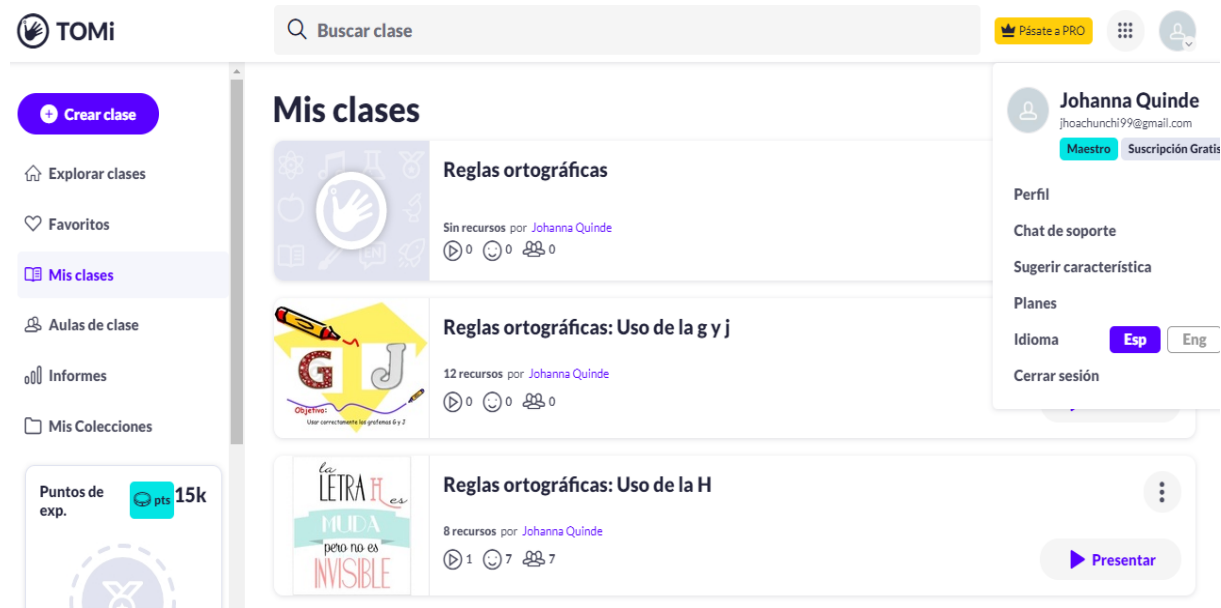 TOMi
Buscar clase
Pásate a PRO
Crear clase
Explorar clases
Favoritos
Mis clases
Aulas de clase
Informes
Mis Colecciones
Puntos de
exp.
pts 15k
Mis clases
Reglas ortográficas
Sin recursos por Johanna Quinde
0 0 0
Reglas ortográficas: Uso de la g y j
12 recursos por Johanna Quinde
0 0 0
G J
Objetivo:
Usar correctamente los grafemas G y J
Reglas ortográficas: Uso de la H
8 recursos por Johanna Quinde
1 7 7
Presentar
la
LETRA H es
MUDA
pero no es
INVISIBLE
Johanna Quinde
jhoachunchi99@gmail.com
Maestro Suscripción Gratis
Perfil
Chat de soporte
Sugerir característica
Planes
Idioma Esp Eng
Cerrar sesión